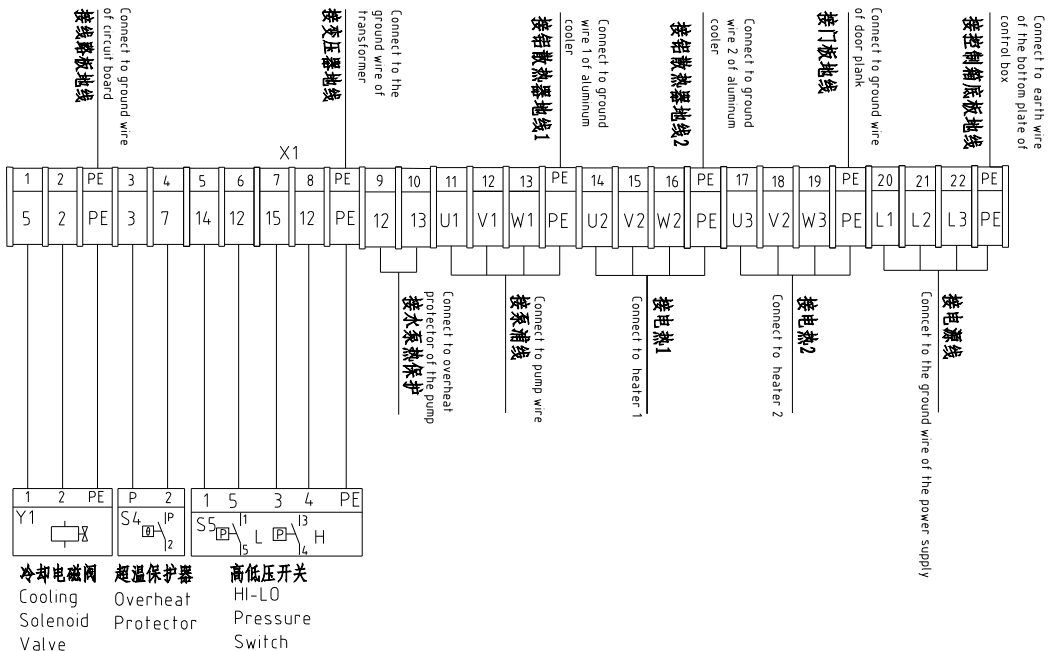 接线路板地线
Connect to ground wire
of circuit board
接变压器地线
Connect to the
ground wire of
transformer
接铝散热器地线1
Connect to ground
wire 1 of aluminum
cooler
接铝散热器地线2
Connect to ground
wire 2 of aluminum
cooler
接门板地线
Connect to ground wire
of door plank
接控制箱底板地线
Connect to earth wire
of the bottom plate of
control box
X1
1 2 PE 3 4 5 6 7 8 PE 9 10 11 12 13 PE 14 15 16 PE 17 18 19 PE 20 21 22 PE
5 2 PE 3 7 14 12 15 12 PE 12 13 U1 V1 W1 PE U2 V2 W2 PE U3 V2 W3 PE L1 L2 L3 PE
接水泵热保护
Connect to overheat
protector of the pump
接泵浦线
Connect to pump wire
接电热1
Connect to heater 1
接电热2
Connect to heater 2
接电源线
Conncet to the ground wire of the power supply
1 2 PE
Y1
冷却电磁阀
Cooling
Solenoid
Valve
P 2
S4 θ P
2
超温保护器
Overheat
Protector
1 5 3 4 PE
S5 P 1 5 L P 3 4 H
高低压开关
HI-LO
Pressure
Switch